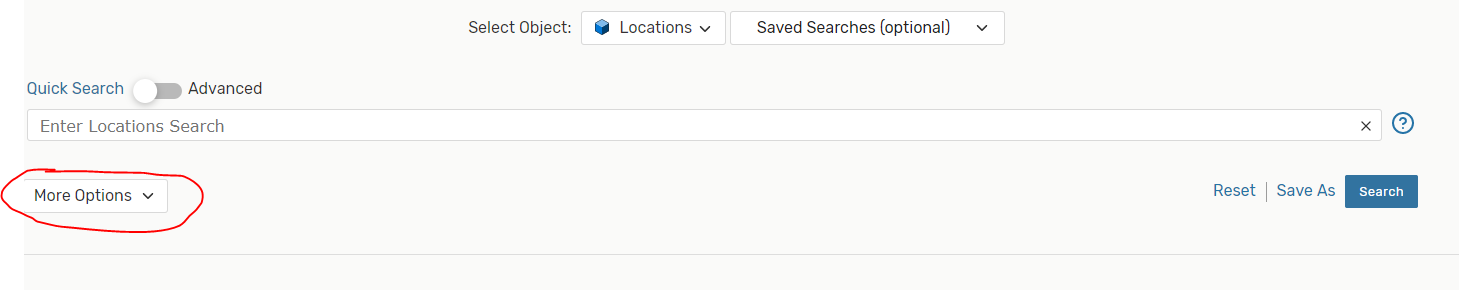 Select Object: Locations Saved Searches (optional)
Quick Search Advanced
Enter Locations Search
More Options Reset Save As Search